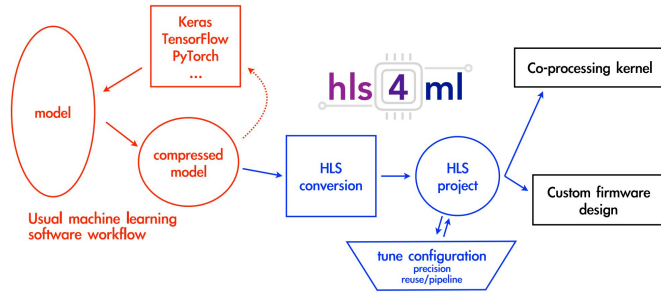 Keras
TensorFlow
PyTorch
...
model
compressed
model
Usual machine learning
software workflow
hls 4 ml
HLS
conversion
HLS
project
tune configuration
precision
reuse/pipeline
Co-processing kernel
Custom firmware
design